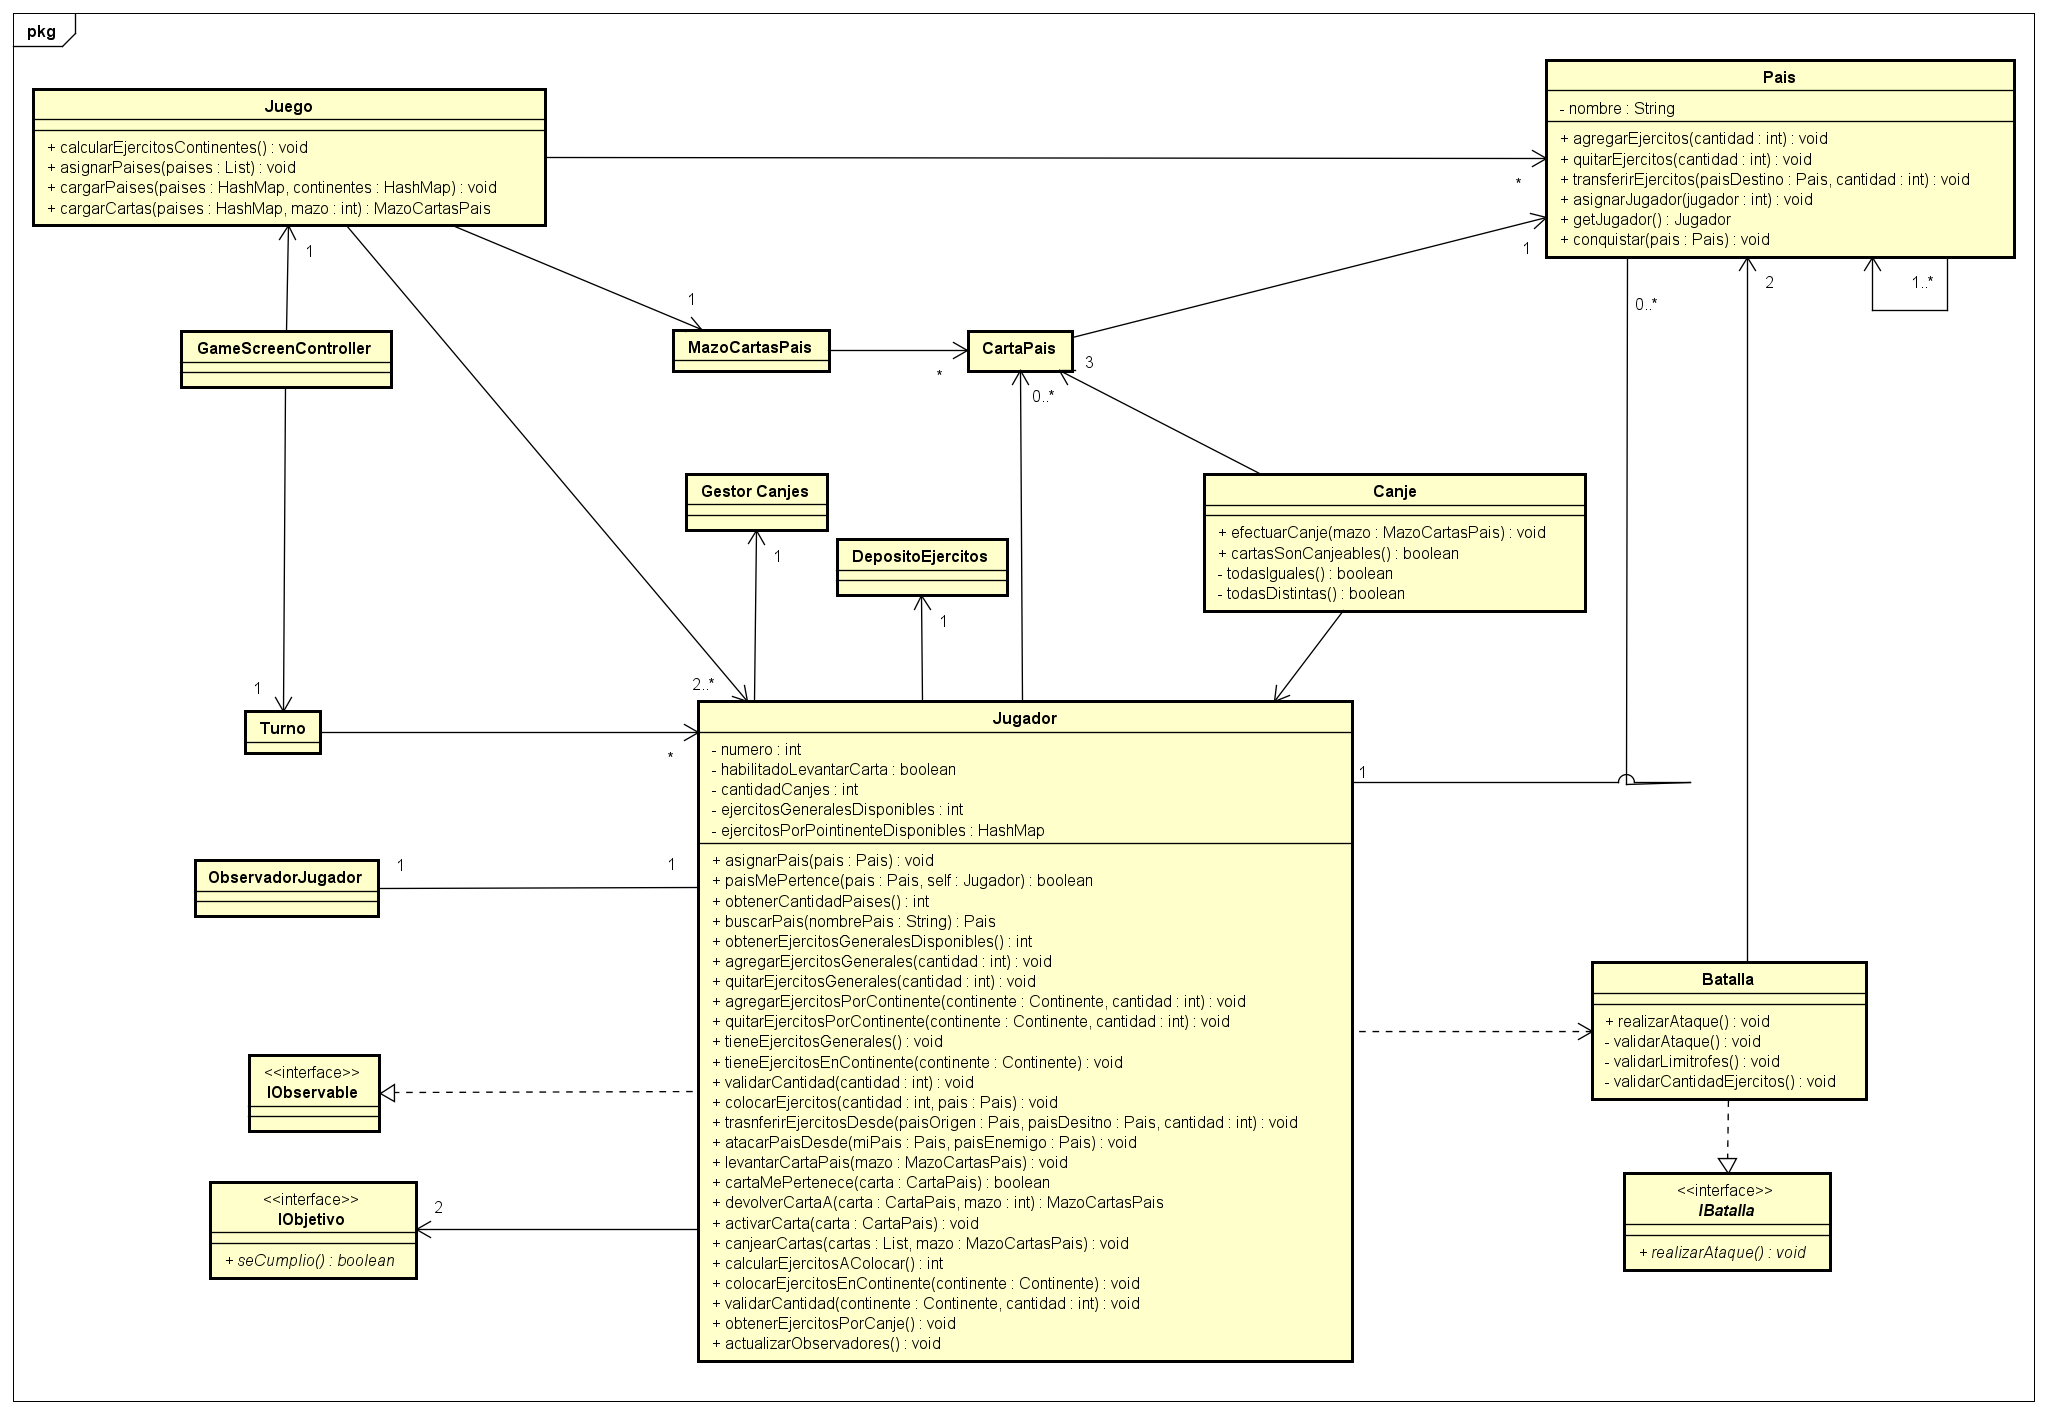 pkg
Juego
+ calcularEjercitosContinentes() : void
+ asignarPaises(paises : List) : void
+ cargarPaises(paises : HashMap, continentes : HashMap) : void
+ cargarCartas(paises : HashMap, mazo : int) : MazoCartasPais
Pais
- nombre : String
+ agregarEjercitos(cantidad : int) : void
+ quitarEjercitos(cantidad : int) : void
+ transferirEjercitos(paisDestino : Pais, cantidad : int) : void
+ asignarJugador(jugador : int) : void
+ getJugador() : Jugador
+ conquistar(pais : Pais) : void
*
1
1
1
2
1..*
0..*
GameScreenController
MazoCartasPais
CartaPais
*
3
0..*
Gestor Canjes
1
DepositoEjercitos
1
Canje
+ efectuarCanje(mazo : MazoCartasPais) : void
+ cartasSonCanjeables() : boolean
- todasIguales() : boolean
- todasDistintas() : boolean
1
2..*
Turno
*
Jugador
- numero : int
- habilitadoLevantarCarta : boolean
- cantidadCanjes : int
- ejercitosGeneralesDisponibles : int
- ejercitosPorPointinenteDisponibles : HashMap
+ asignarPais(pais : Pais) : void
+ paisMePertence(pais : Pais, self : Jugador) : boolean
+ obtenerCantidadPaises() : int
+ buscarPais(nombrePais : String) : Pais
+ obtenerEjercitosGeneralesDisponibles() : int
+ agregarEjercitosGenerales(cantidad : int) : void
+ quitarEjercitosGenerales(cantidad : int) : void
+ agregarEjercitosPorContinente(continente : Continente, cantidad : int) : void
+ quitarEjercitosPorContinente(continente : Continente, cantidad : int) : void
+ tieneEjercitosGenerales() : void
+ tieneEjercitosEnContinente(continente : Continente) : void
+ validarCantidad(cantidad : int) : void
+ colocarEjercitos(cantidad : int, pais : Pais) : void
+ trasnferirEjercitosDesde(paisOrigen : Pais, paisDesitno : Pais, cantidad : int) : void
+ atacarPaisDesde(miPais : Pais, paisEnemigo : Pais) : void
+ levantarCartaPais(mazo : MazoCartasPais) : void
+ cartaMePertenece(carta : CartaPais) : boolean
+ devolverCartaA(carta : CartaPais, mazo : int) : MazoCartasPais
+ activarCarta(carta : CartaPais) : void
+ canjearCartas(cartas : List, mazo : MazoCartasPais) : void
+ calcularEjercitosAColocar() : int
+ colocarEjercitosEnContinente(continente : Continente) : void
+ validarCantidad(continente : Continente, cantidad : int) : void
+ obtenerEjercitosPorCanje() : void
+ actualizarObservadores() : void
1
ObservadorJugador
1
1
<<interface>>
IObservable
<<interface>>
IObjetivo
+ seCumplio() : boolean
2
Batalla
+ realizarAtaque() : void
- validarAtaque() : void
- validarLimitrofes() : void
- validarCantidadEjercitos() : void
<<interface>>
IBatalla
+ realizarAtaque() : void